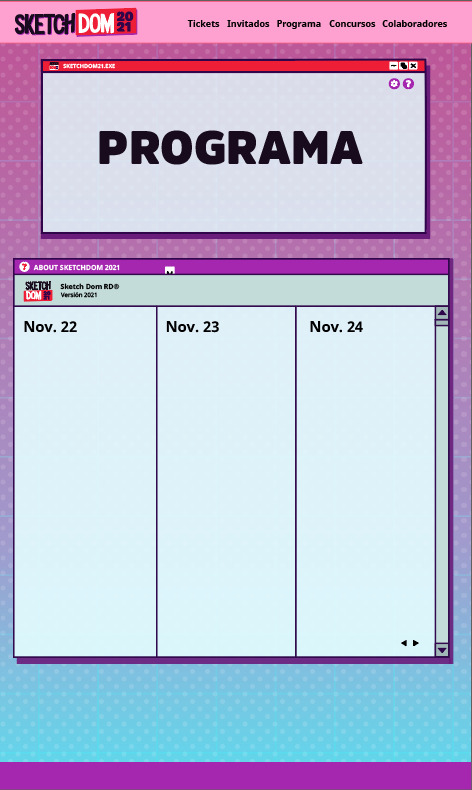 SKETCH DOM 2021
Tickets Invitados Programa Concursos Colaboradores
SKETCHDOM21.EXE
PROGRAMA
ABOUT SKETCHDOM 2021
SKETCH DOM 2021
Sketch Dom RD®
Versión 2021
Nov. 22
Nov. 23
Nov. 24